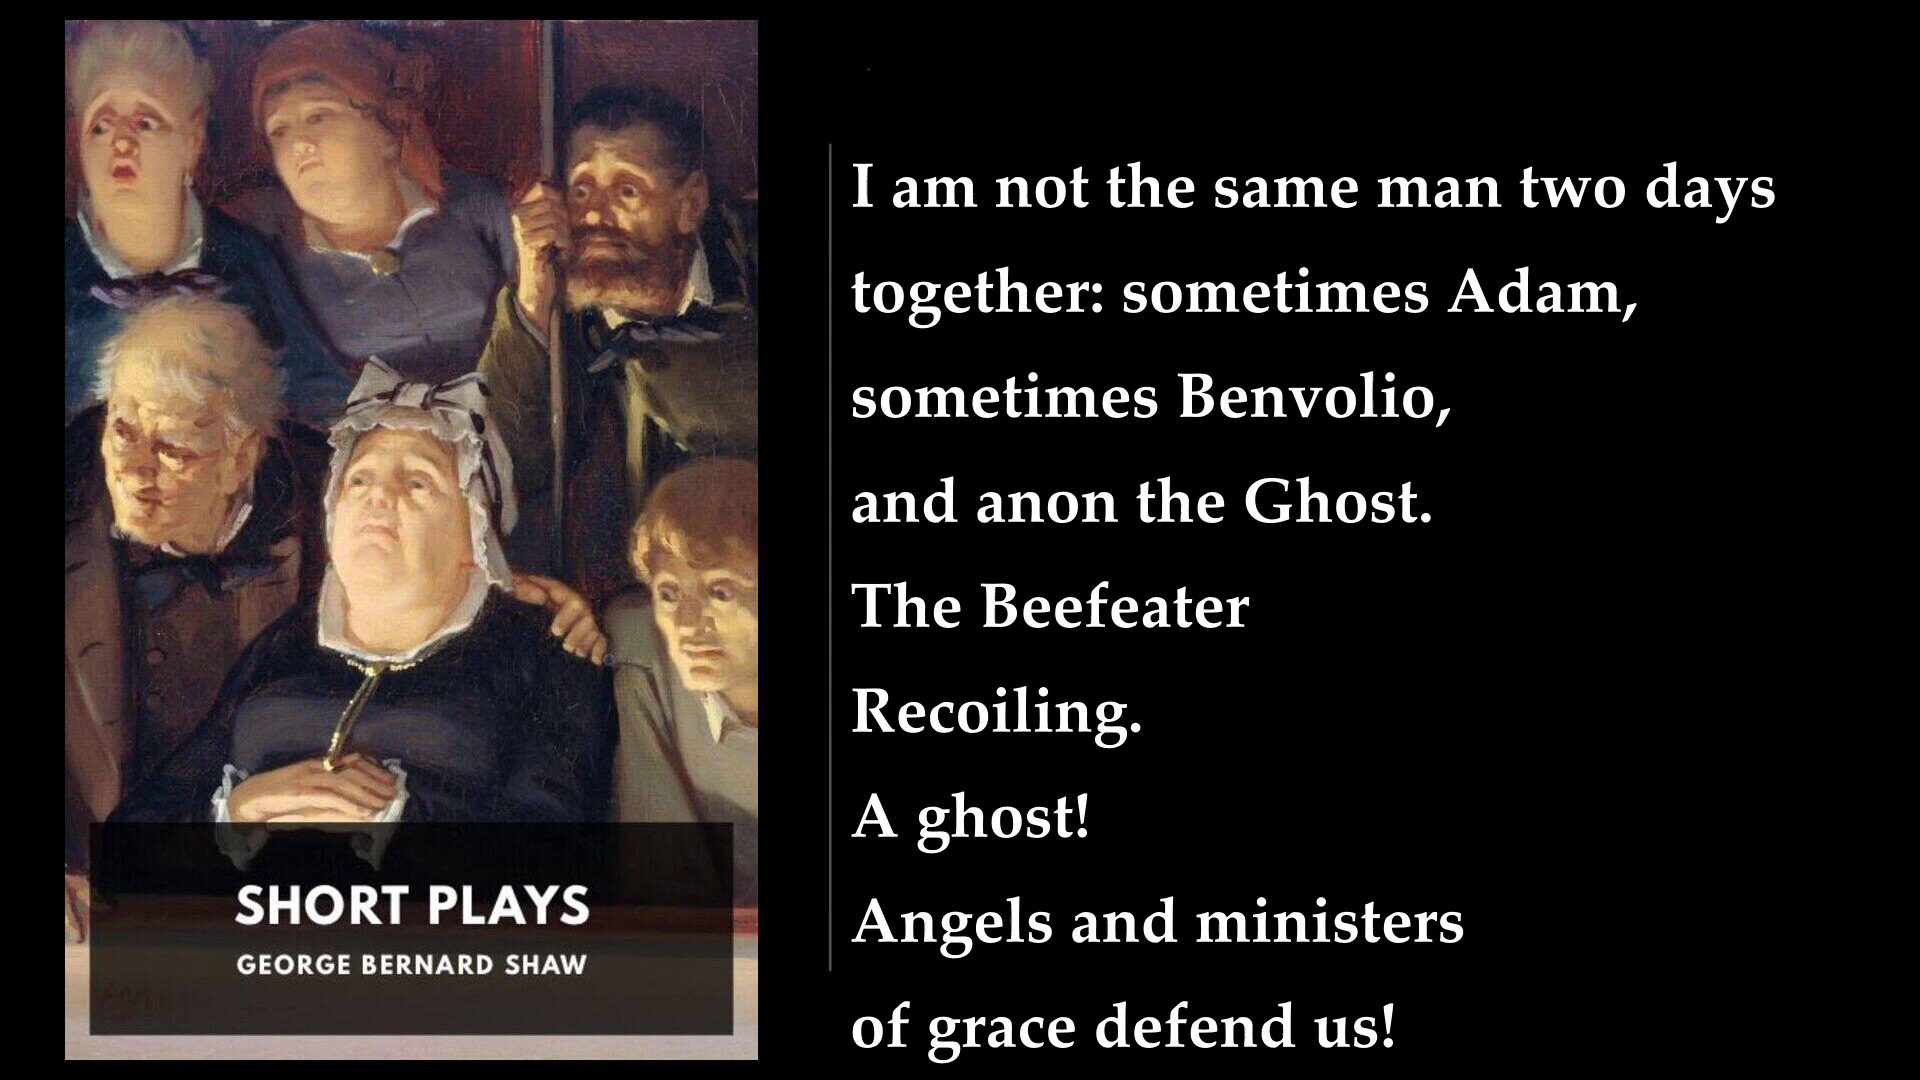 SHORT PLAYS
GEORGE BERNARD SHAW
I am not the same man two days
together: sometimes Adam,
sometimes Benvolio,
and anon the Ghost.
The Beefeater
Recoiling.
A ghost!
Angels and ministers
of grace defend us!